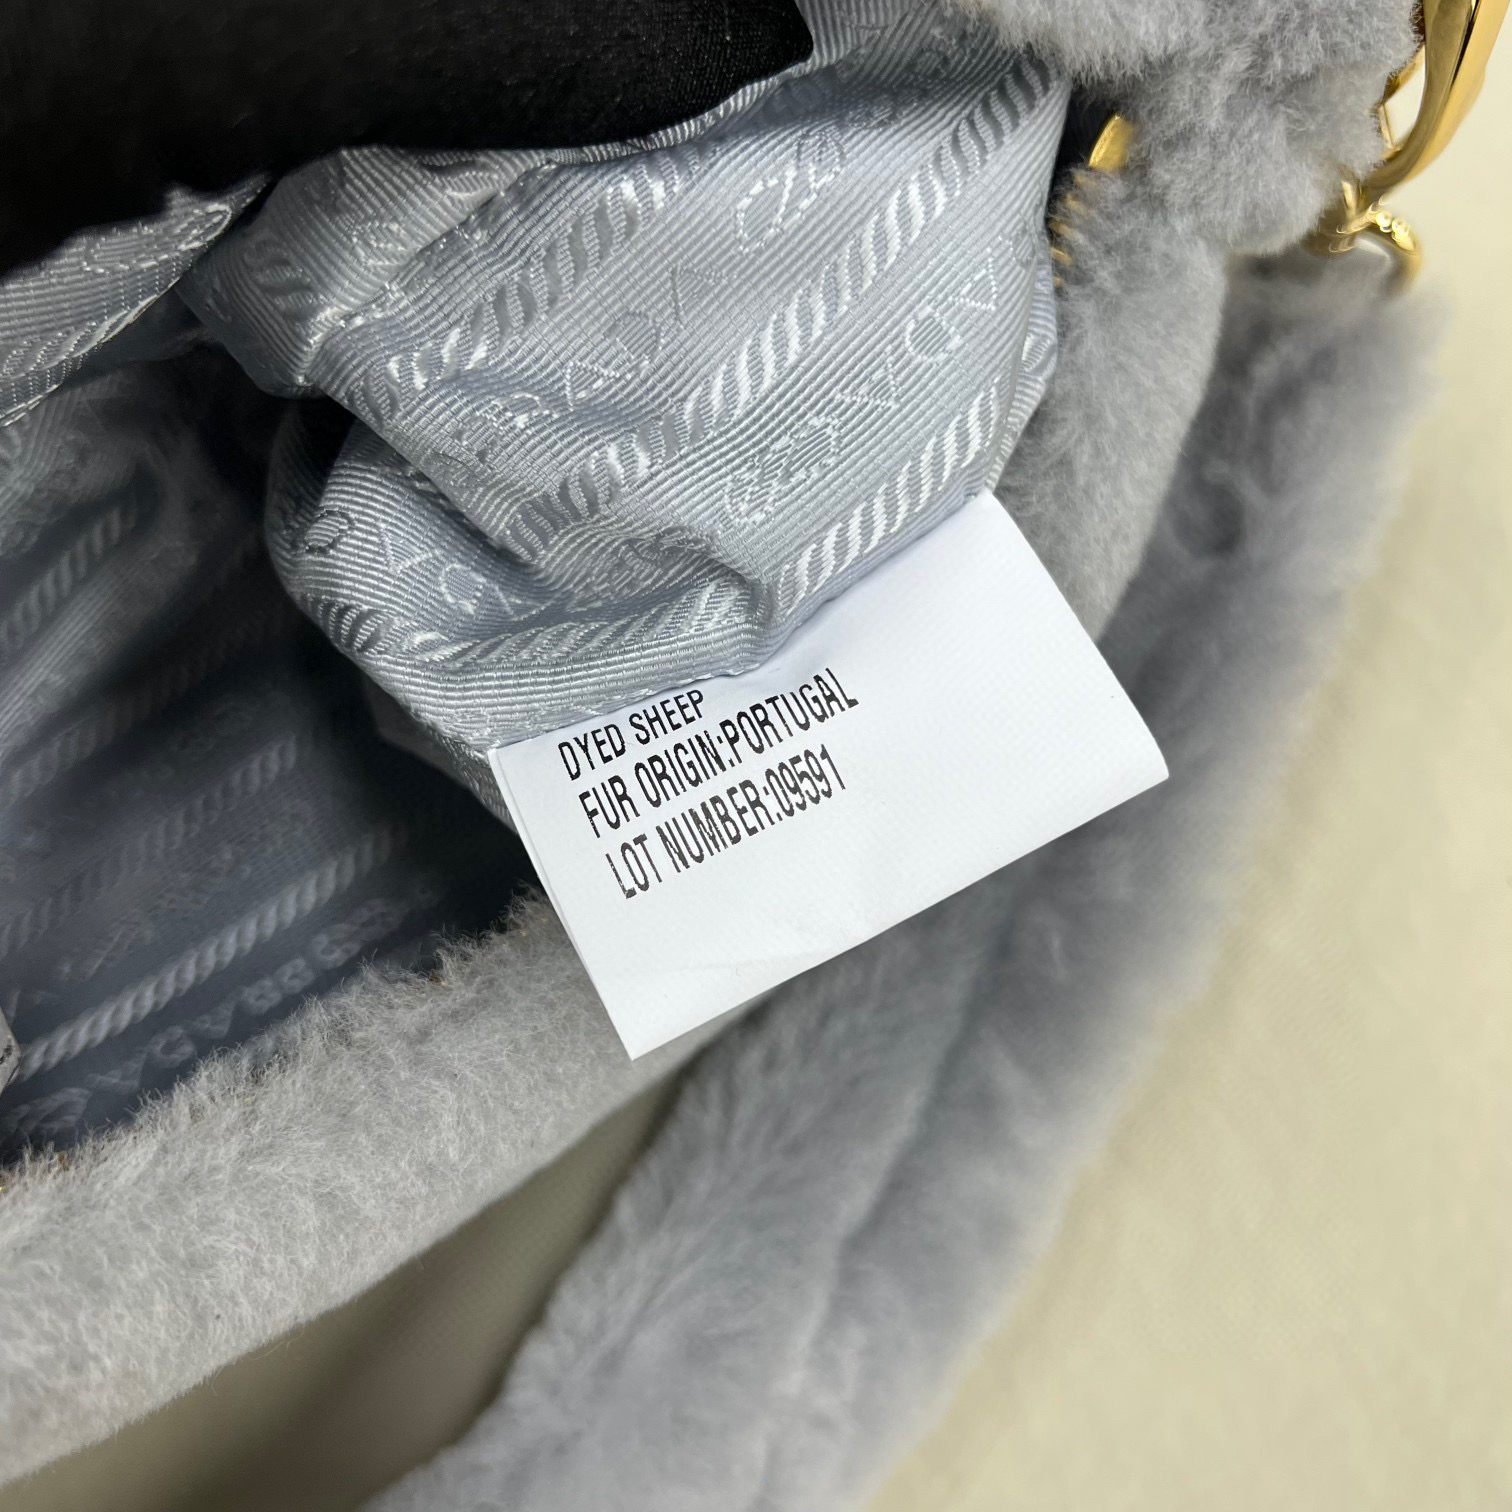 DYED SHEEP
FUR ORIGIN:PORTUGAL
LOT NUMBER:09591